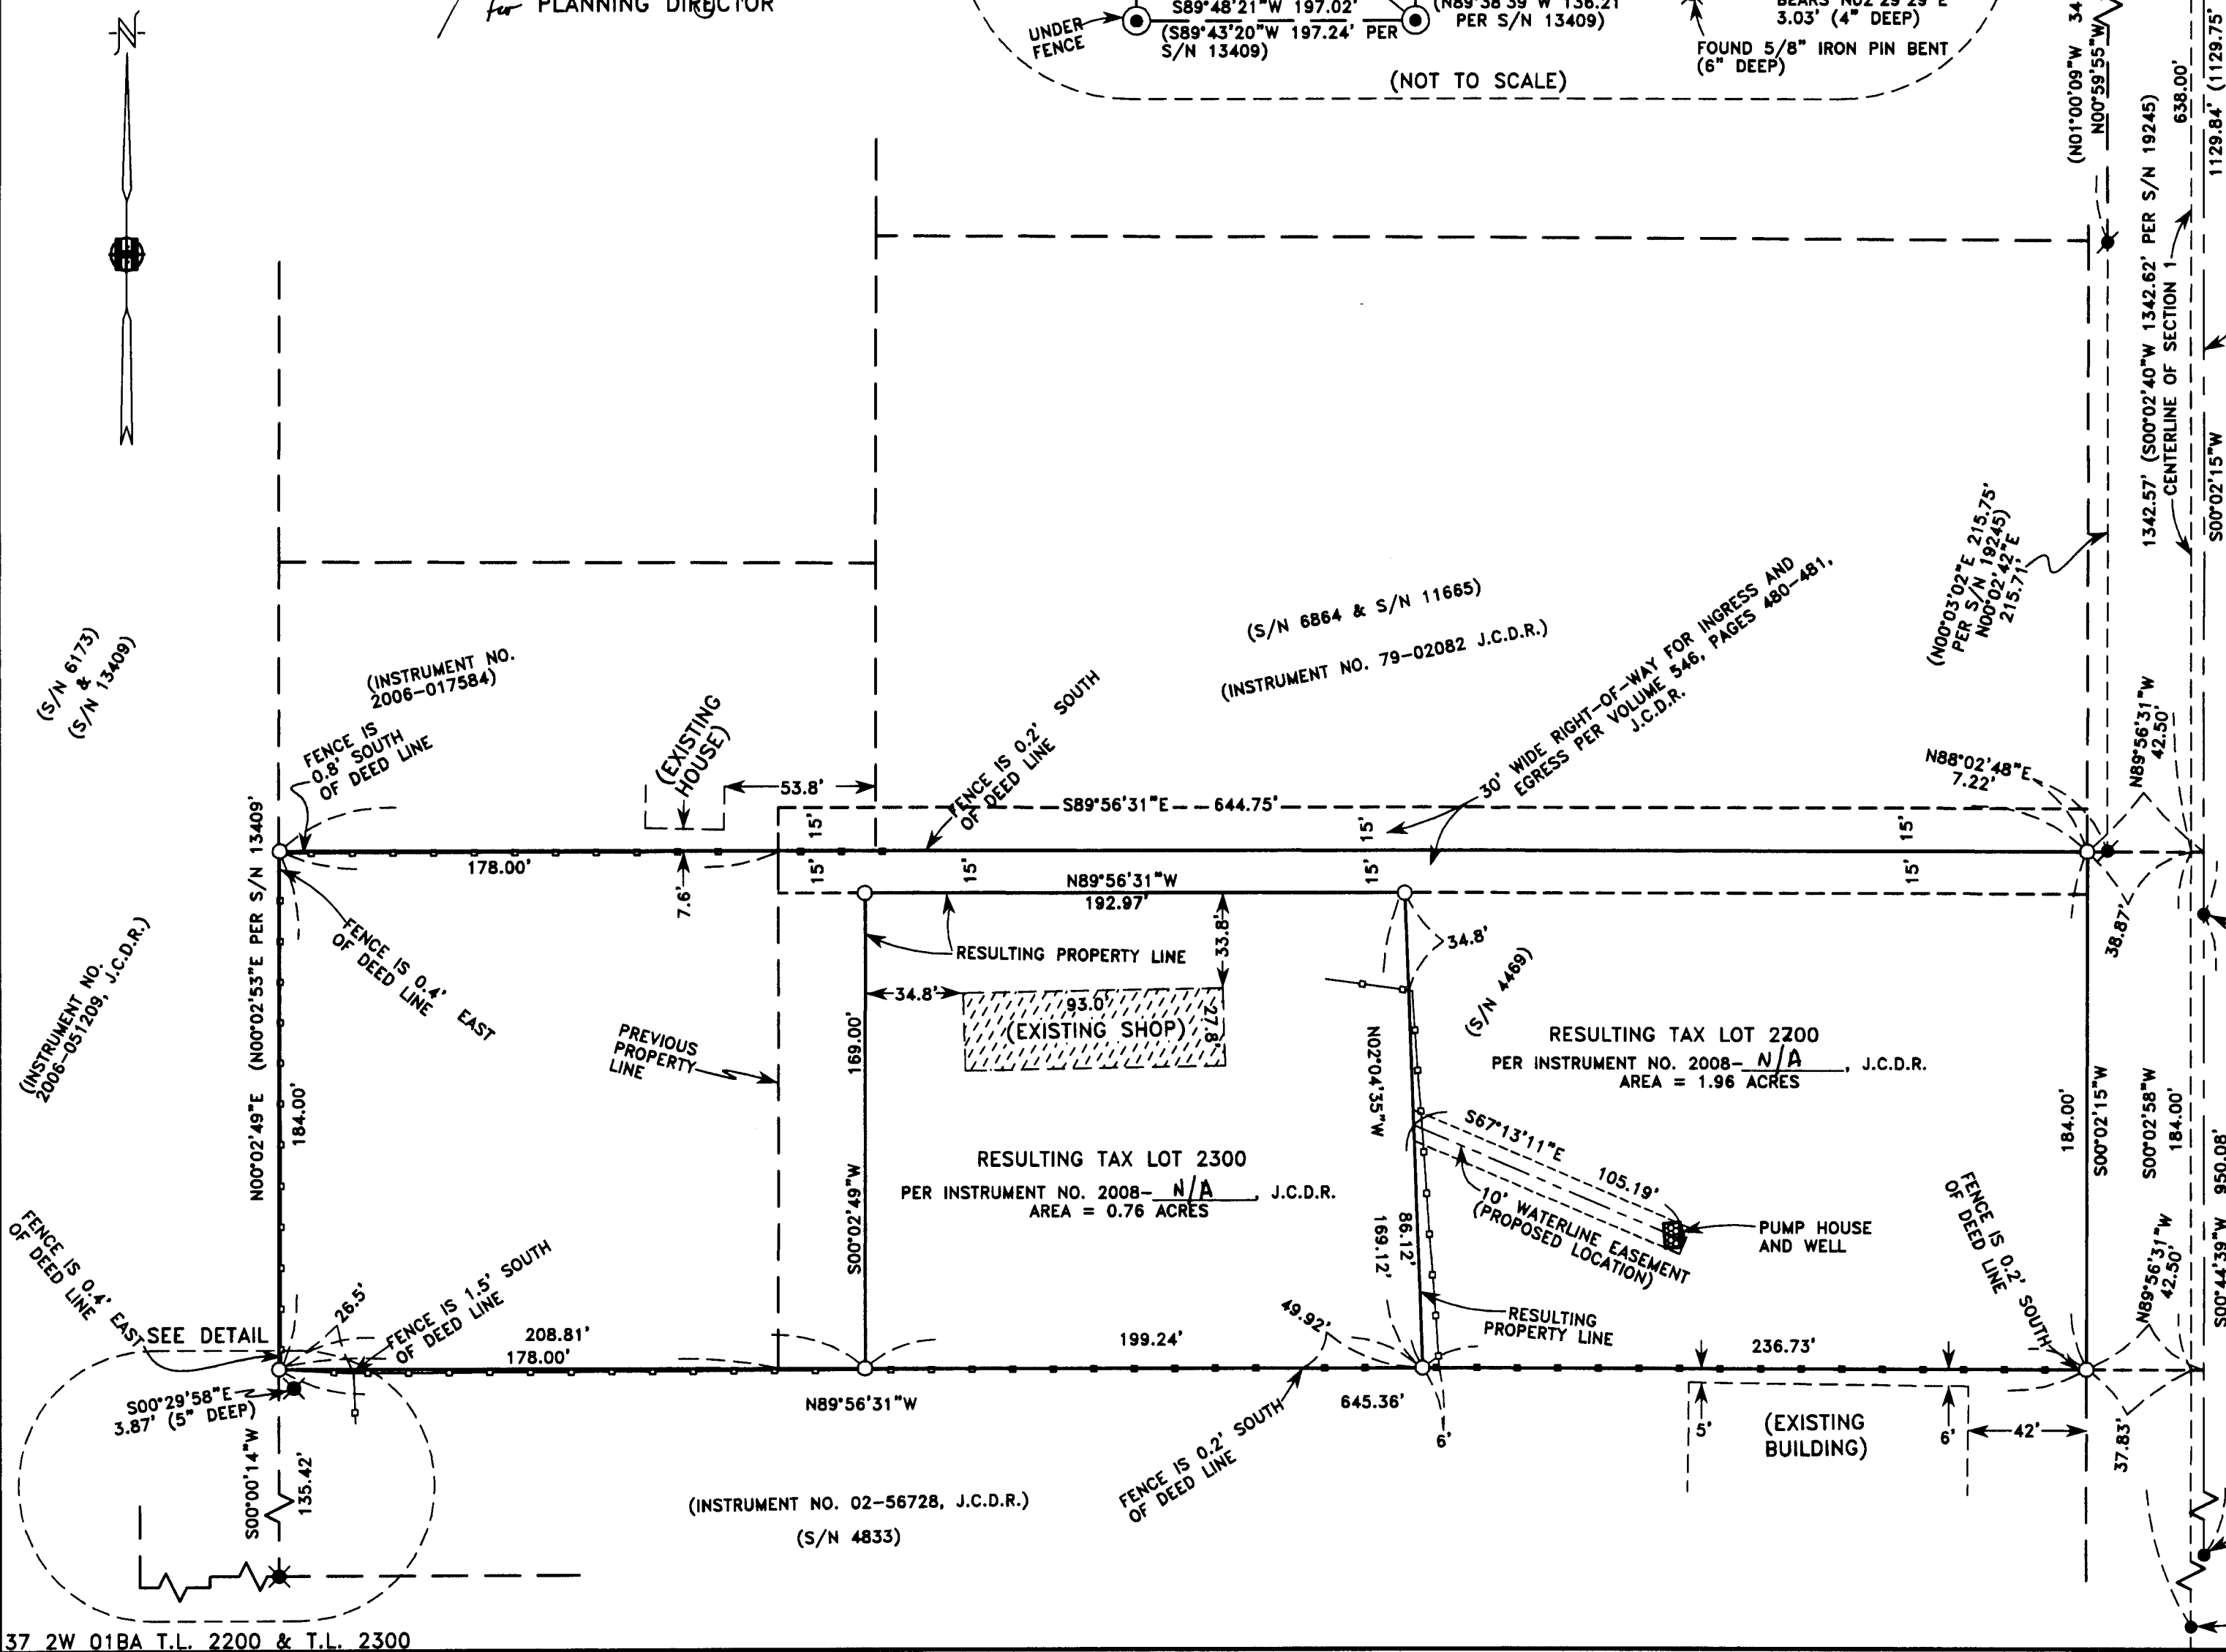 for PLANNING DIRECTOR
N
H
UNDER
FENCE
S89°48'21"W 197.02'
(S89°43'20"W 197.24' PER
S/N 13409)
(N89°38'39"W 136.21'
PER S/N 13409)
BEARS N02°29'29"E
3.03' (4" DEEP)
FOUND 5/8" IRON PIN BENT
(6" DEEP)
(NOT TO SCALE)
(N01°00'09"W 34
N0°59'55"W
1342.57' (S00°02'40"W 1342.62' PER S/N 19245)
CENTERLINE OF SECTION 1
638.00'
1129.84' (1129.75'
S00°02'15"W
(N00°03'02"E 215.75'
PER S/N 19245)
N00°02'42"E
215.71'
(S/N 6173)
&
(S/N 13409)
(INSTRUMENT NO.
2006-017584)
FENCE IS
0.8' SOUTH
OF DEED LINE
(EXISTING
HOUSE)
53.8'
7.6'
FENCE IS 0.2' SOUTH
OF DEED LINE
(S/N 6864 & S/N 11665)
(INSTRUMENT NO. 79-02082 J.C.D.R.)
30' WIDE RIGHT-OF-WAY FOR INGRESS AND
EGRESS PER VOLUME 546, PAGES 480-481,
J.C.D.R.
S89°56'31"E 644.75'
15'
15'
15'
15'
15'
15'
15'
N88°02'48"E
7.22'
N89°56'31"W
42.50'
38.87'
178.00'
N89°56'31"W
192.97'
RESULTING PROPERTY LINE
33.8'
34.8'
34.8'
93.0'
(EXISTING SHOP)
27.8'
(S/N 4469)
FENCE IS 0.4' EAST
OF DEED LINE
(INSTRUMENT NO.
2006-051209, J.C.D.R.)
N00°02'49"E (N00°02'53"E PER S/N 13409'
184.00'
PREVIOUS
PROPERTY
LINE
169.00'
S00°02'49"W
RESULTING TAX LOT 2300
PER INSTRUMENT NO. 2008- N/A , J.C.D.R.
AREA = 0.76 ACRES
N02°04'35"W
86.12'
169.12'
RESULTING TAX LOT 2200
PER INSTRUMENT NO. 2008- N/A , J.C.D.R.
AREA = 1.96 ACRES
S67°13'11"E
105.19'
10' WATERLINE EASEMENT
(PROPOSED LOCATION)
PUMP HOUSE
AND WELL
RESULTING
PROPERTY LINE
184.00'
S00°02'15"W
S00°02'58"W
184.00'
S00°44'39"W 950.08'
FENCE IS 0.2' SOUTH
OF DEED LINE
N89°56'31"W
42.50'
37.83'
FENCE IS 0.4' EAST
OF DEED LINE
SEE DETAIL
26.5'
FENCE IS 1.5' SOUTH
OF DEED LINE
208.81'
178.00'
199.24'
49.92'
236.73'
N89°56'31"W
645.36'
6'
FENCE IS 0.2' SOUTH
OF DEED LINE
5'
(EXISTING
BUILDING)
6'
42'
S00°29'58"E
3.87' (5" DEEP)
S00°00'14"W
135.42'
(INSTRUMENT NO. 02-56728, J.C.D.R.)
(S/N 4833)
37 2W 01BA T.L. 2200 & T.L. 2300